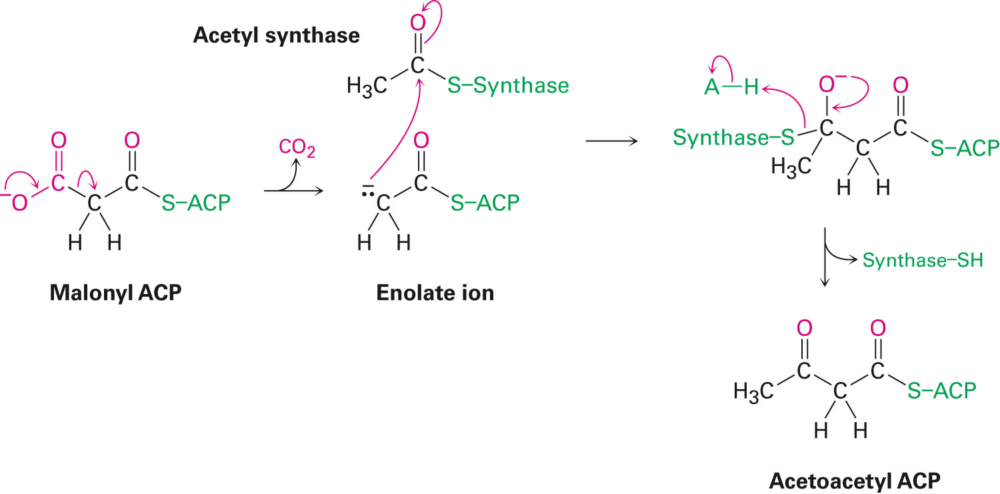 Acetyl synthase
O
C
H₃C
S–Synthase
O O
−O C C
C
S–ACP
H H
Malonyl ACP
CO₂
O
C
−
••
C
S–ACP
H H
Enolate ion
A—H
O− O
Synthase–S C C
C
S–ACP
H₃C
H H
Synthase–SH
O O
C C
H₃C C S–ACP
H H
Acetoacetyl ACP